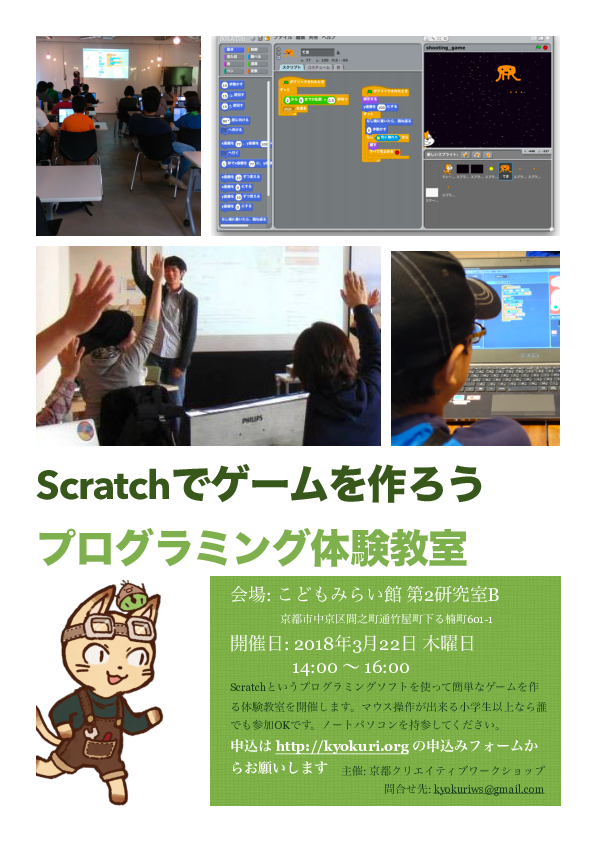 shooting_game
スクリプト
PHILIPS
Scratchでゲームを作ろう
プログラミング体験教室
会場: こどもみらい館 第2研究室B
京都市中京区間之町通竹屋町下る楠町601-1
開催日: 2018年3月22日 木曜日
14:00 〜 16:00
Scratchというプログラミングソフトを使って簡単なゲームを作
る体験教室を開催します。マウス操作が出来る小学生以上なら誰
でも参加OKです。ノートパソコンを持参してください。
申込は http://kyokuri.org の申込みフォームか
らお願いします
主催: 京都クリエイティブワークショップ
問合せ先: kyokuriws@gmail.com